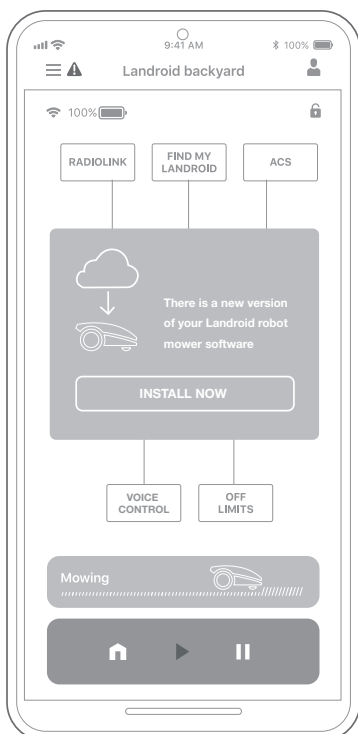 9:41 AM
100%
Landroid backyard
100%
RADIOLINK
FIND MY
LANDROID
ACS
There is a new version
of your Landroid robot
mower software
INSTALL NOW
VOICE
CONTROL
OFF
LIMITS
Mowing